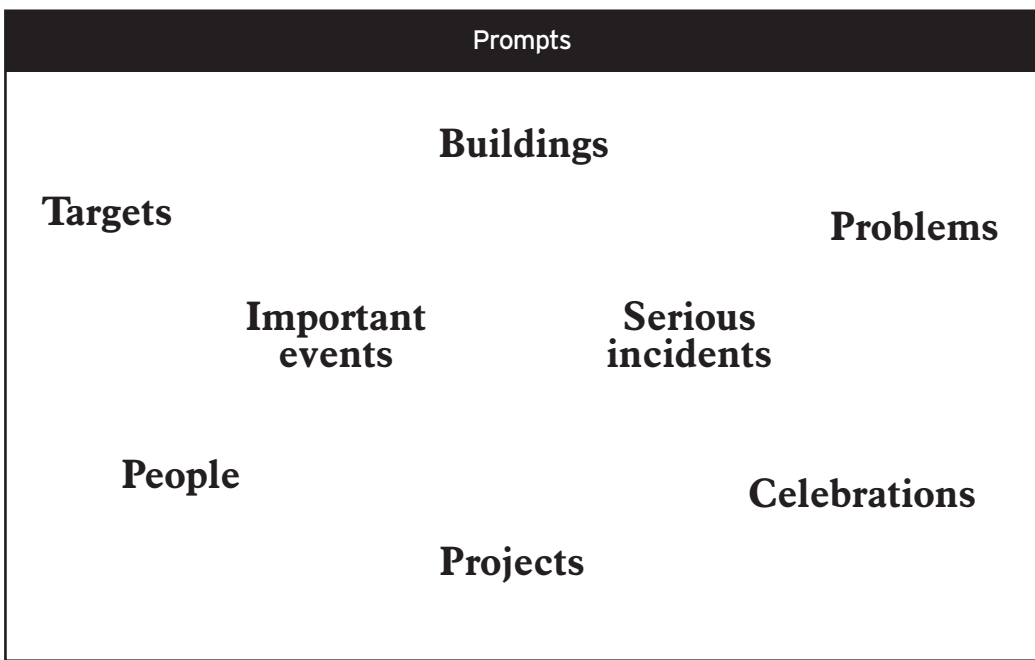 Prompts
Buildings
Targets
Problems
Important
events
Serious
incidents
People
Celebrations
Projects